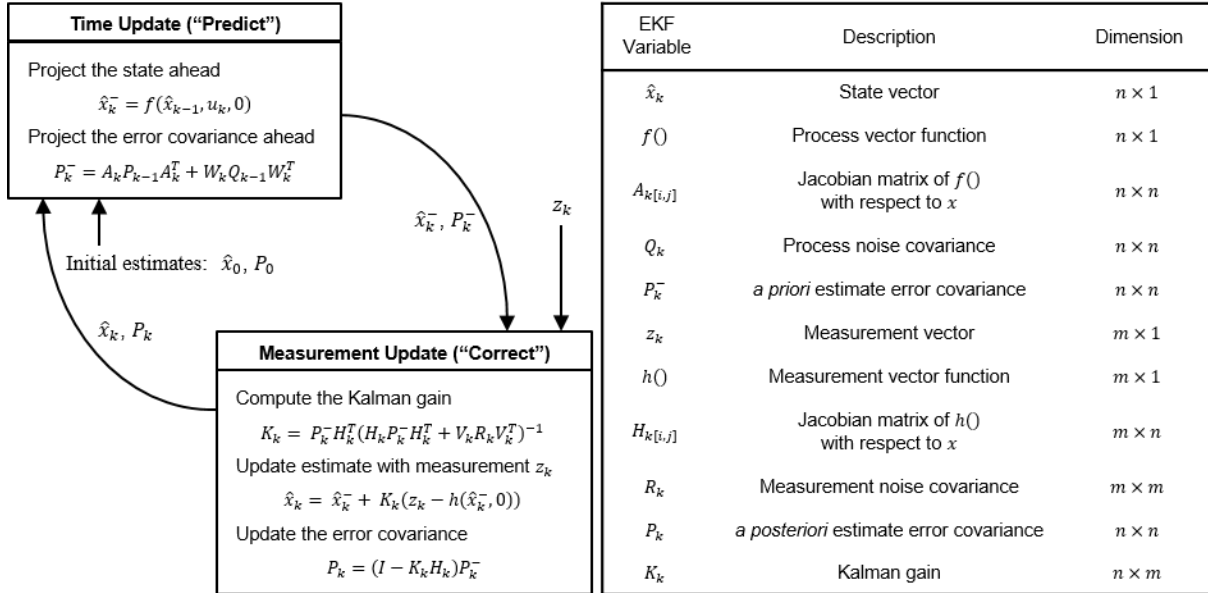 Time Update (“Predict”)
Project the state ahead
x̂ₖ⁻ = f(x̂ₖ₋₁, uₖ, 0)
Project the error covariance ahead
Pₖ⁻ = AₖPₖ₋₁Aₖᵀ + WₖQₖ₋₁Wₖᵀ
Initial estimates: x̂₀, P₀
x̂ₖ⁻, Pₖ⁻
zₖ
x̂ₖ, Pₖ
Measurement Update (“Correct”)
Compute the Kalman gain
Kₖ = Pₖ⁻Hₖᵀ(HₖPₖ⁻Hₖᵀ + VₖRₖVₖᵀ)⁻¹
Update estimate with measurement zₖ
x̂ₖ = x̂ₖ⁻ + Kₖ(zₖ − h(x̂ₖ⁻, 0))
Update the error covariance
Pₖ = (I − KₖHₖ)Pₖ⁻
EKF
Variable Description Dimension
x̂ₖ State vector n × 1
f() Process vector function n × 1
Aₖ[i,j] Jacobian matrix of f()
with respect to x n × n
Qₖ Process noise covariance n × n
Pₖ⁻ a priori estimate error covariance n × n
zₖ Measurement vector m × 1
h() Measurement vector function m × 1
Hₖ[i,j] Jacobian matrix of h()
with respect to x m × n
Rₖ Measurement noise covariance m × m
Pₖ a posteriori estimate error covariance n × n
Kₖ Kalman gain n × m